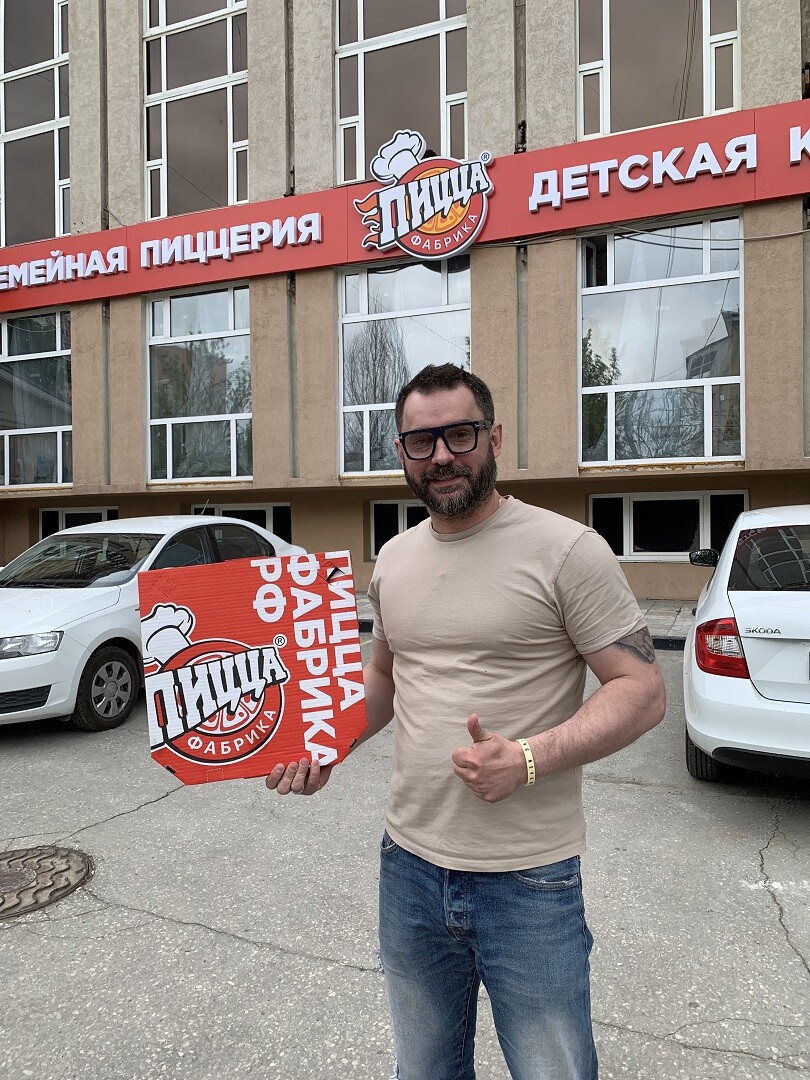 ЕМЕЙНАЯ ПИЦЦЕРИЯ
ПИЦЦА®
ФАБРИКА
ДЕТСКАЯ К
ПИЦЦА
ФАБРИКА
РФ
ПИЦЦА®
ФАБРИКА
SKODA